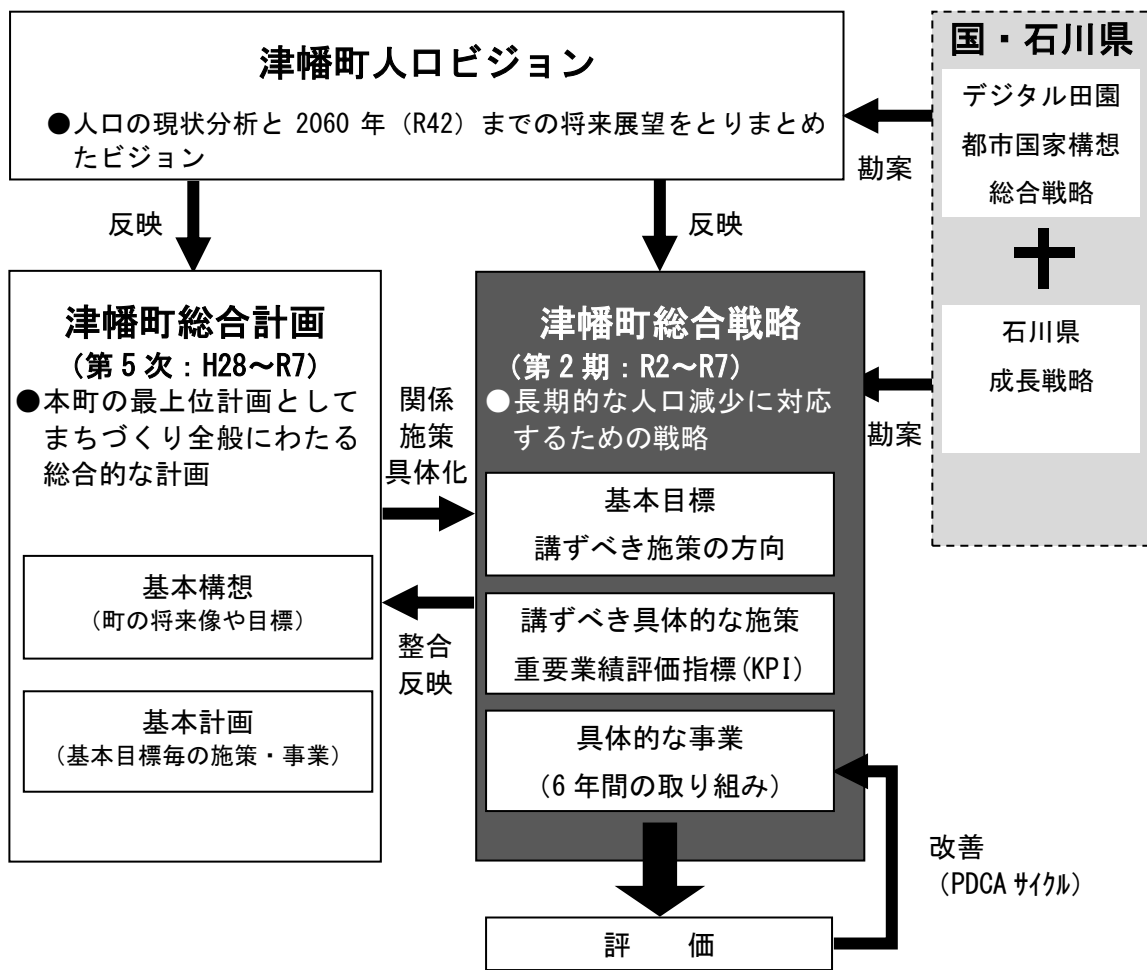 津幡町人口ビジョン
●人口の現状分析と 2060 年（R42）までの将来展望をとりまとめ
たビジョン
国・石川県
デジタル田園
都市国家構想
総合戦略
石川県
成長戦略
勘案
勘案
反映
反映
津幡町総合計画
（第 5 次：H28～R7）
●本町の最上位計画として
まちづくり全般にわたる
総合的な計画
基本構想
（町の将来像や目標）
基本計画
（基本目標毎の施策・事業）
関係
施策
具体化
整合
反映
津幡町総合戦略
（第 2 期：R2～R7）
●長期的な人口減少に対応
するための戦略
基本目標
講ずべき施策の方向
講ずべき具体的な施策
重要業績評価指標(KPI)
具体的な事業
（6 年間の取り組み）
評　価
改善
（PDCA ｻｲｸﾙ）